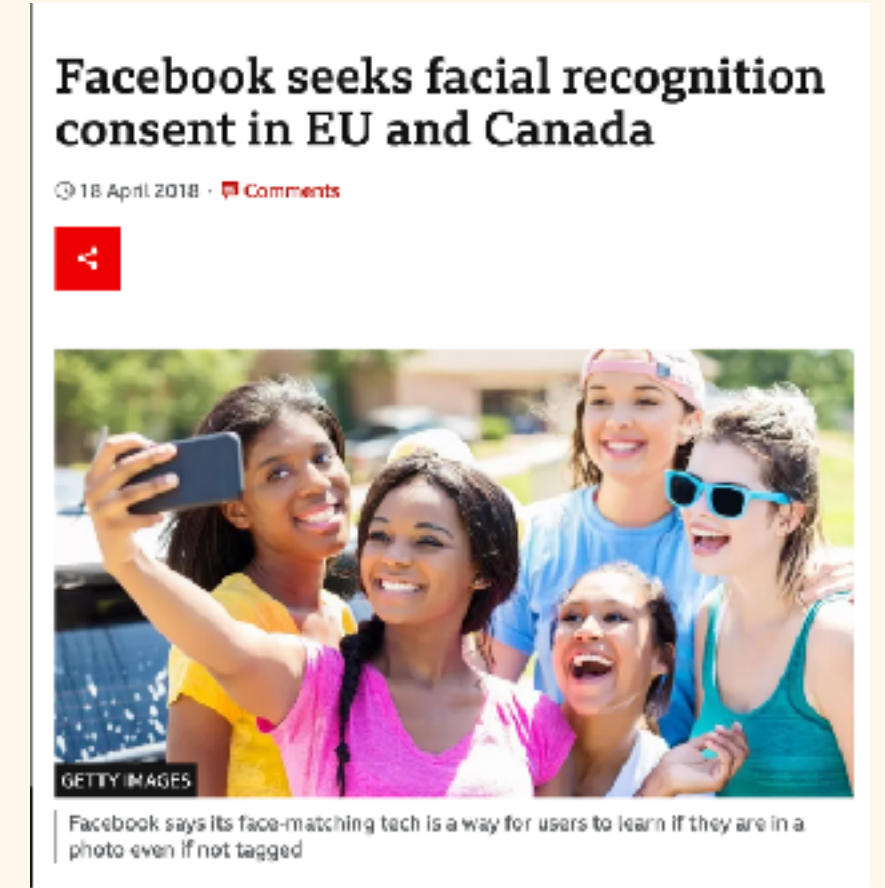 Facebook seeks facial recognition
consent in EU and Canada
18 April 2018 · Comments
GETTY IMAGES
Facebook says its face-matching tech is a way for users to learn if they are in a
photo even if not tagged